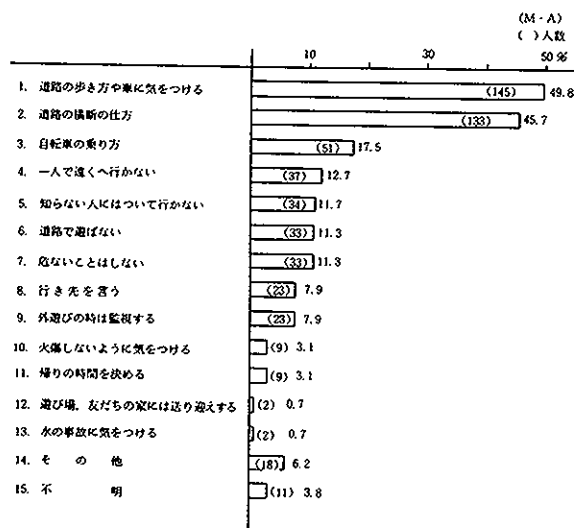 (M・A)
( )人数
10 30 50 %
1. 道路の歩き方や車に気をつける (145) 49.8
2. 道路の横断の仕方 (133) 45.7
3. 自転車の乗り方 (51) 17.5
4. 一人で遠くへ行かない (37) 12.7
5. 知らない人にはついて行かない (34) 11.7
6. 道路で遊ばない (33) 11.3
7. 危ないことはしない (33) 11.3
8. 行き先を言う (23) 7.9
9. 外遊びの時は監視する (23) 7.9
10. 火傷しないように気をつける (9) 3.1
11. 帰りの時間を決める (9) 3.1
12. 遊び場、友だちの家には送り迎えする (2) 0.7
13. 水の事故に気をつける (2) 0.7
14. そ の 他 (18) 6.2
15. 不 明 (11) 3.8